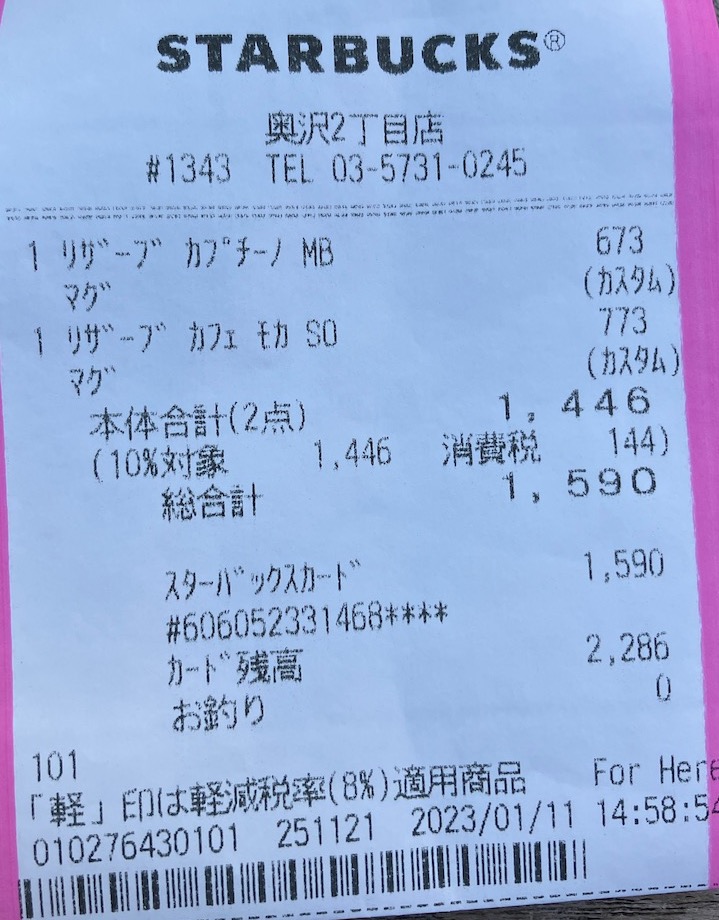 STARBUCKS®
奥沢2丁目店
#1343 TEL 03-5731-0245
1 ﾘｻﾞｰﾌﾞ ｶﾌﾟﾁｰﾉ MB 673
ﾏｸﾞ (ｶｽﾀﾑ)
1 ﾘｻﾞｰﾌﾞ ｶﾌｪ ﾓｶ SO 773
ﾏｸﾞ (ｶｽﾀﾑ)
本体合計(2点) 1,446
(10%対象 1,446 消費税 144)
総合計 1,590
ｽﾀｰﾊﾞｯｸｽｶｰﾄﾞ 1,590
#606052331468****
ｶｰﾄﾞ残高 2,286
お釣り 0
101
「軽」印は軽減税率(8%)適用商品 For Here
010276430101 251121 2023/01/11 14:58:54